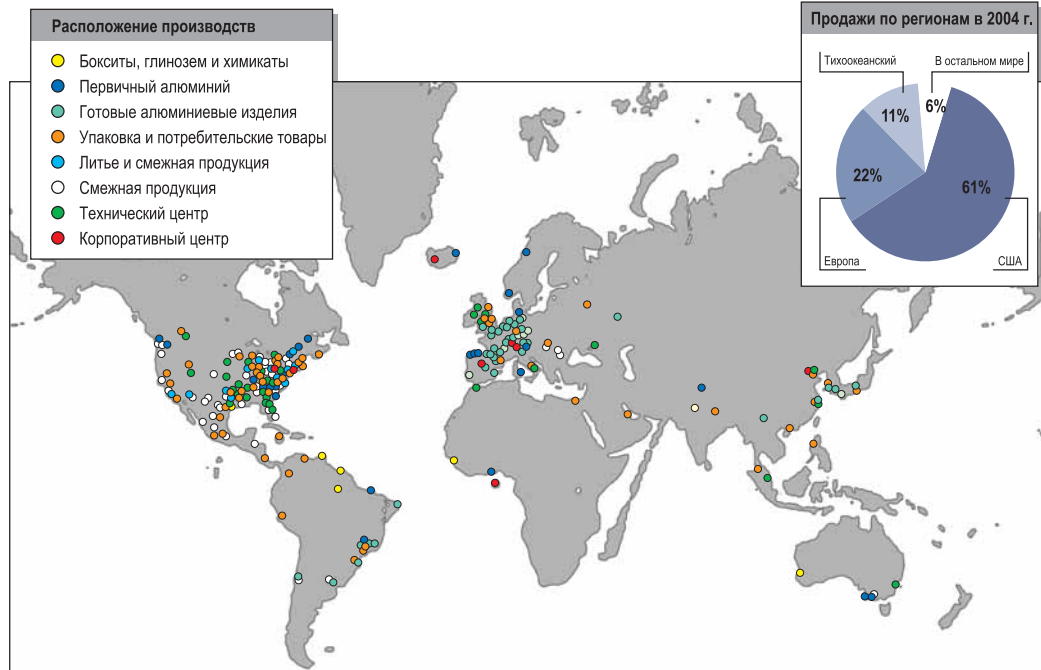 Расположение производств
Бокситы, глинозем и химикаты
Первичный алюминий
Готовые алюминиевые изделия
Упаковка и потребительские товары
Литье и смежная продукция
Смежная продукция
Технический центр
Корпоративный центр
Продажи по регионам в 2004 г.
Тихоокеанский
В остальном мире
6%
11%
22%
61%
Европа
США